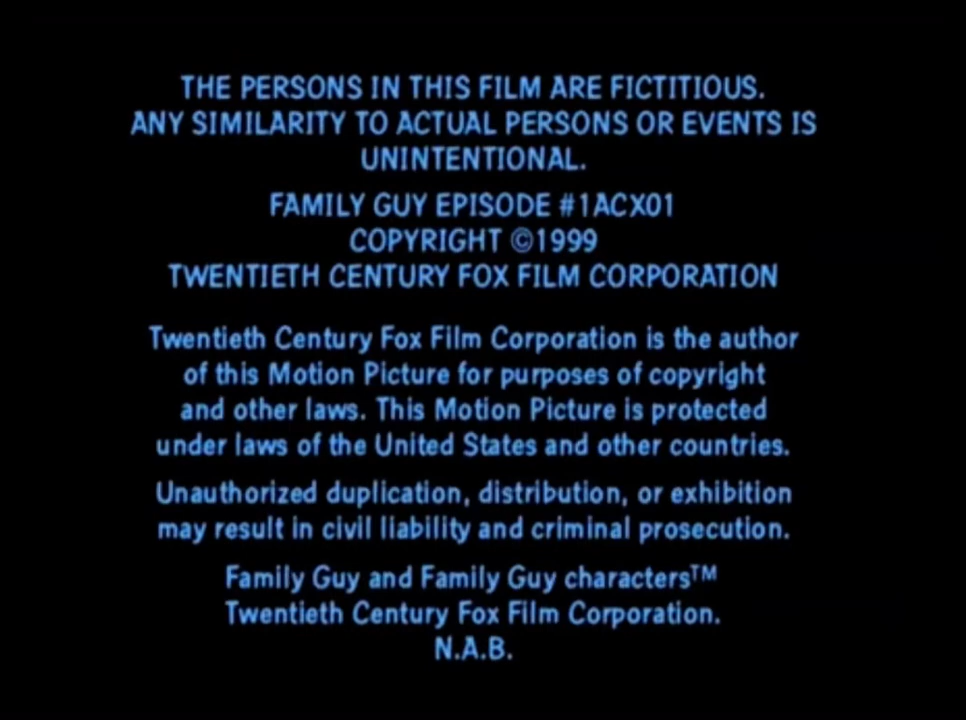 THE PERSONS IN THIS FILM ARE FICTITIOUS.
ANY SIMILARITY TO ACTUAL PERSONS OR EVENTS IS
UNINTENTIONAL.
FAMILY GUY EPISODE #1ACX01
COPYRIGHT ©1999
TWENTIETH CENTURY FOX FILM CORPORATION
Twentieth Century Fox Film Corporation is the author
of this Motion Picture for purposes of copyright
and other laws. This Motion Picture is protected
under laws of the United States and other countries.
Unauthorized duplication, distribution, or exhibition
may result in civil liability and criminal prosecution.
Family Guy and Family Guy characters™
Twentieth Century Fox Film Corporation.
N.A.B.